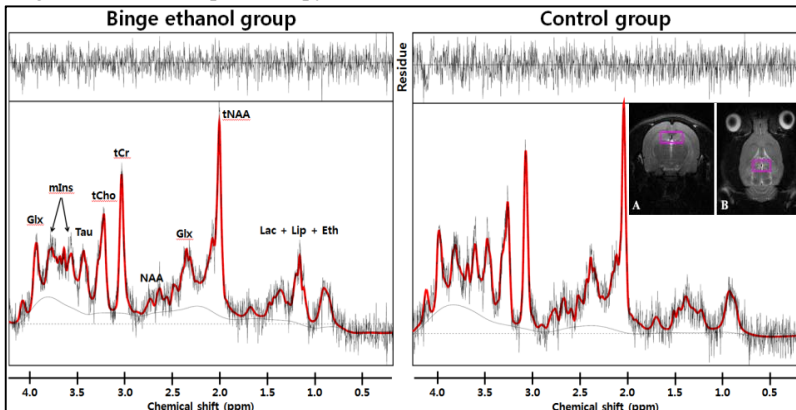 Binge ethanol group
Control group
Residue
tNAA
tCr
mIns
tCho
Glx
Tau
Glx
NAA
Lac + Lip + Eth
A
B
4.0 3.5 3.0 2.5 2.0 1.5 1.0 0.5
4.0 3.5 3.0 2.5 2.0 1.5 1.0 0.5
Chemical shift (ppm)
Chemical shift (ppm)